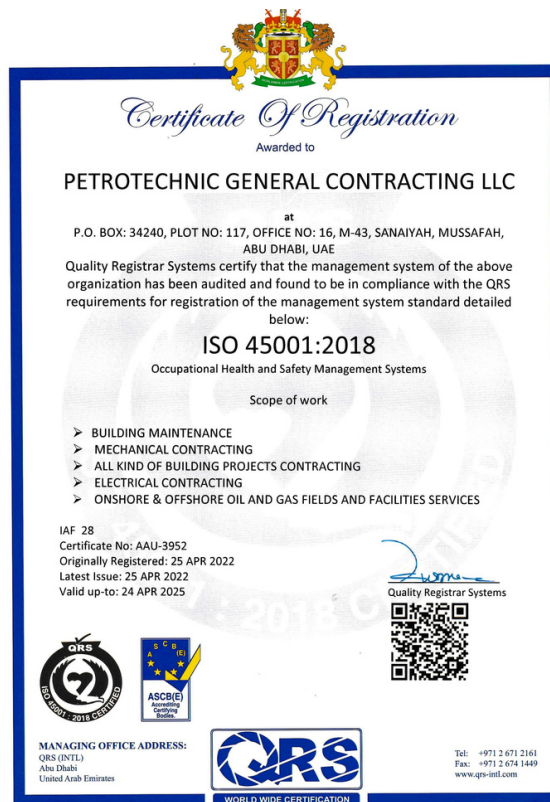 Certificate Of Registration
Awarded to
PETROTECHNIC GENERAL CONTRACTING LLC
at
P.O. BOX: 34240, PLOT NO: 117, OFFICE NO: 16, M-43, SANAIYAH, MUSSAFAH,
ABU DHABI, UAE
Quality Registrar Systems certify that the management system of the above
organization has been audited and found to be in compliance with the QRS
requirements for registration of the management system standard detailed
below:
ISO 45001:2018
Occupational Health and Safety Management Systems
Scope of work
➢ BUILDING MAINTENANCE
➢ MECHANICAL CONTRACTING
➢ ALL KIND OF BUILDING PROJECTS CONTRACTING
➢ ELECTRICAL CONTRACTING
➢ ONSHORE & OFFSHORE OIL AND GAS FIELDS AND FACILITIES SERVICES
IAF 28
Certificate No: AAU-3952
Originally Registered: 25 APR 2022
Latest Issue: 25 APR 2022
Valid up-to: 24 APR 2025
Quality Registrar Systems
QRS
ISO 45001 : 2018 CERTIFIED
ASCB(E)
ASCB(E)
Accrediting
Certifying
Bodies.
MANAGING OFFICE ADDRESS:
QRS (INTL)
Abu Dhabi
United Arab Emirates
QRS
WORLD WIDE CERTIFICATION
Tel: +971 2 671 2161
Fax: +971 2 674 1449
www.qrs-intl.com